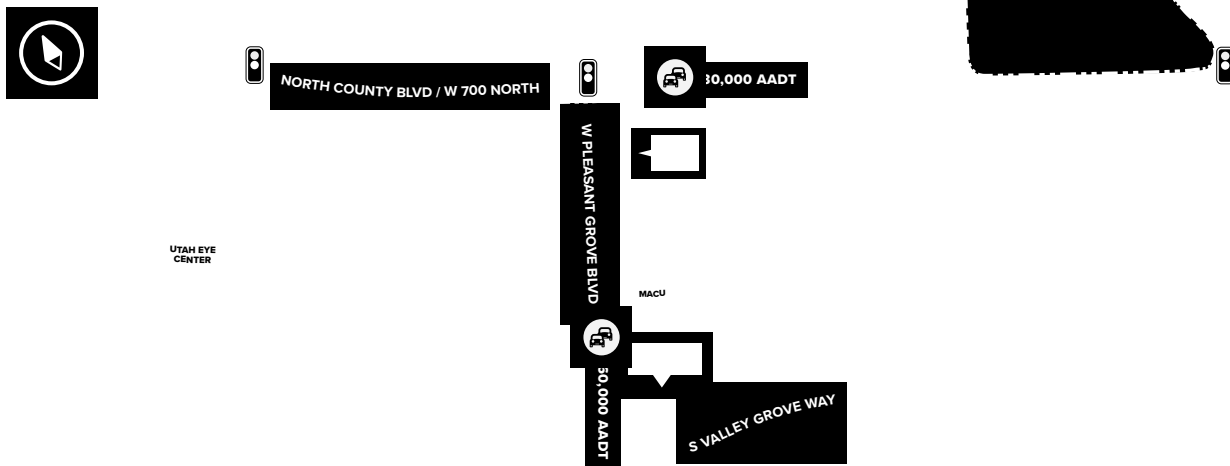 NORTH COUNTY BLVD / W 700 NORTH
30,000 AADT
W PLEASANT GROVE BLVD
UTAH EYE
CENTER
MACU
50,000 AADT
S VALLEY GROVE WAY